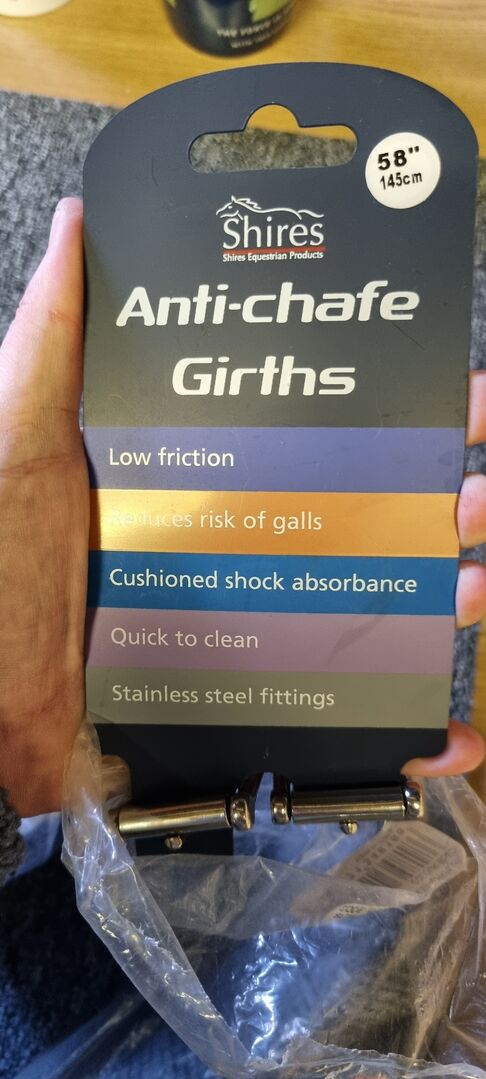 58"
145cm
Shires
Shires Equestrian Products
Anti-chafe
Girths
Low friction
Reduces risk of galls
Cushioned shock absorbance
Quick to clean
Stainless steel fittings